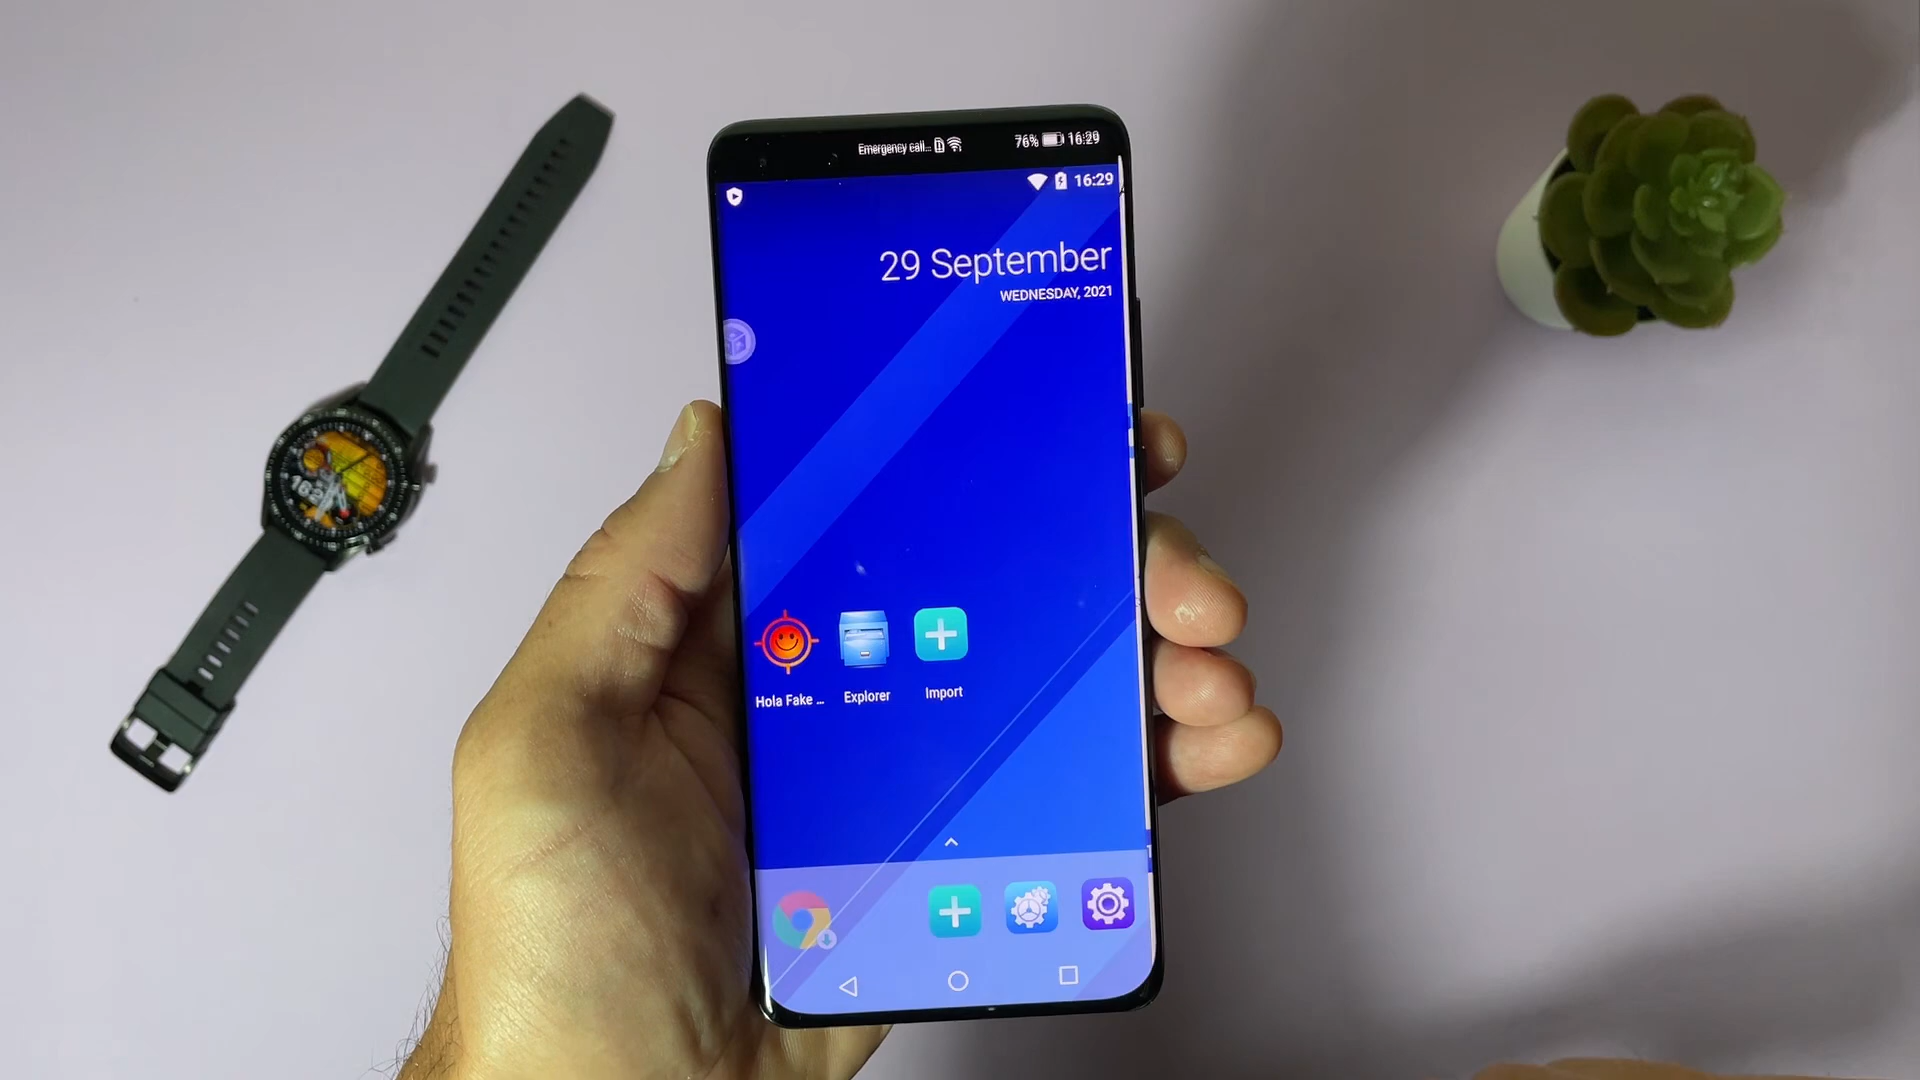 Emergency call...
76% 16:29
16:29
29 September
WEDNESDAY, 2021
Hola Fake ...
Explorer
Import